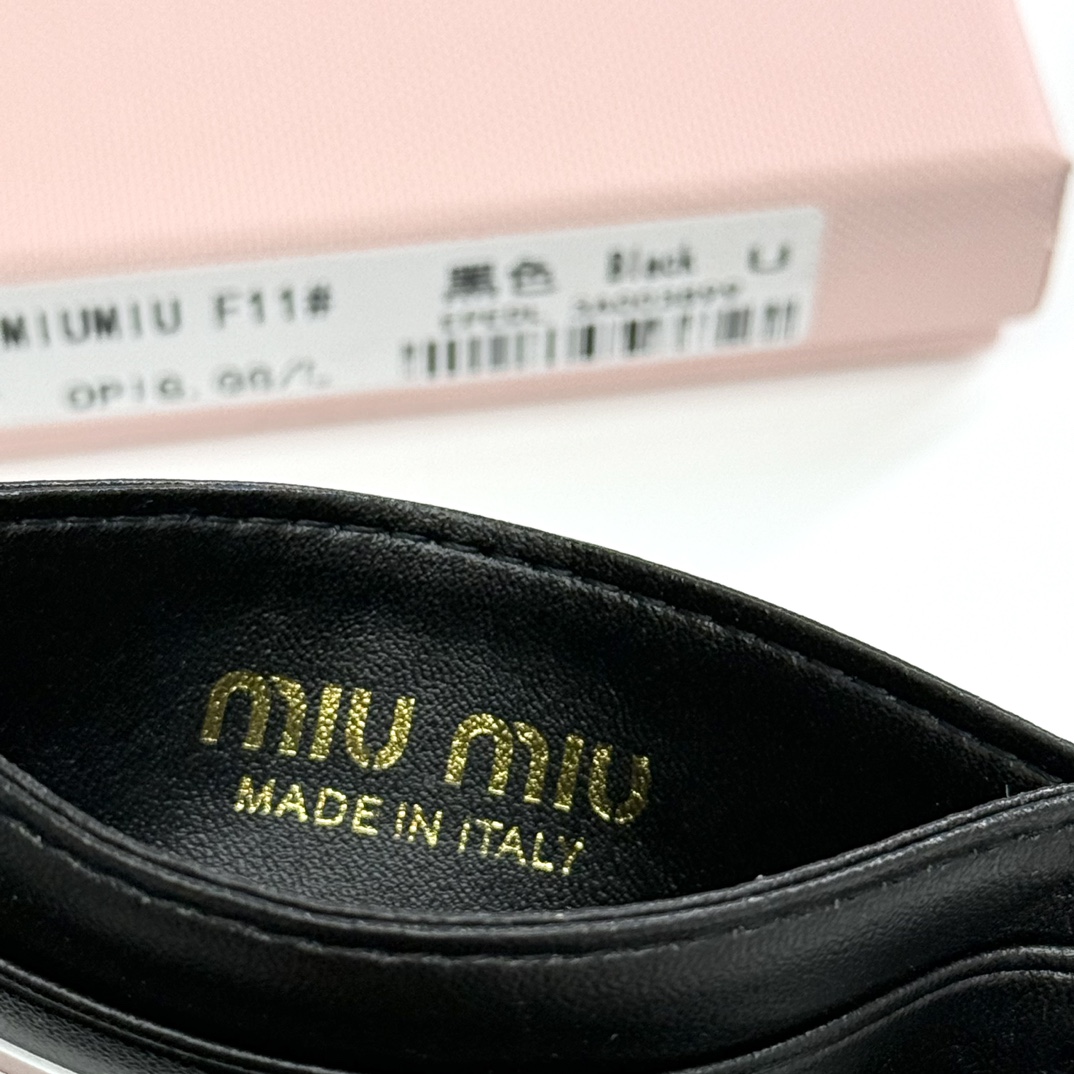 MIUMIU F11# 黑色 Black U
miu miu
MADE IN ITALY